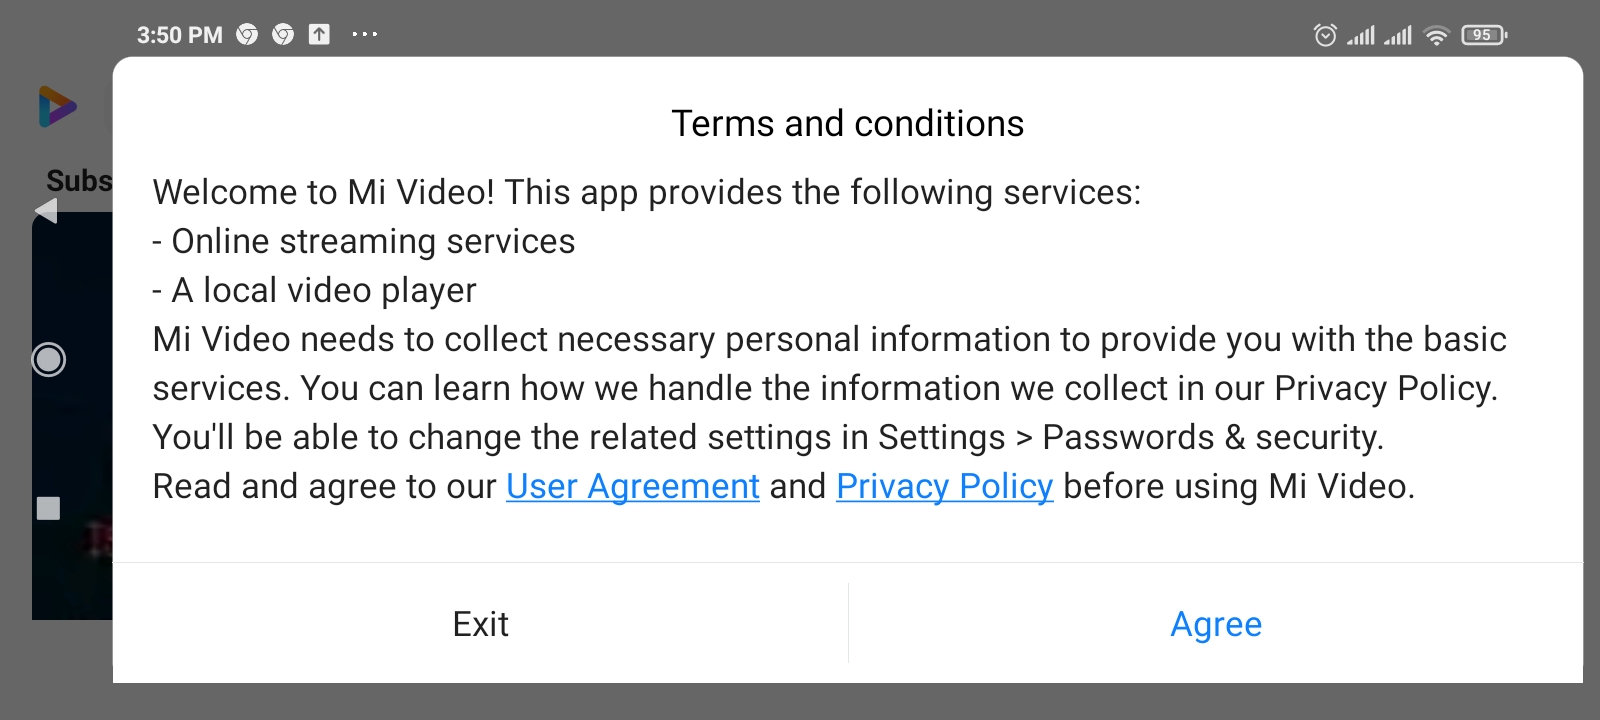 3:50 PM
95
Subs
Terms and conditions
Welcome to Mi Video! This app provides the following services:
- Online streaming services
- A local video player
Mi Video needs to collect necessary personal information to provide you with the basic
services. You can learn how we handle the information we collect in our Privacy Policy.
You'll be able to change the related settings in Settings > Passwords & security.
Read and agree to our User Agreement and Privacy Policy before using Mi Video.
Exit
Agree